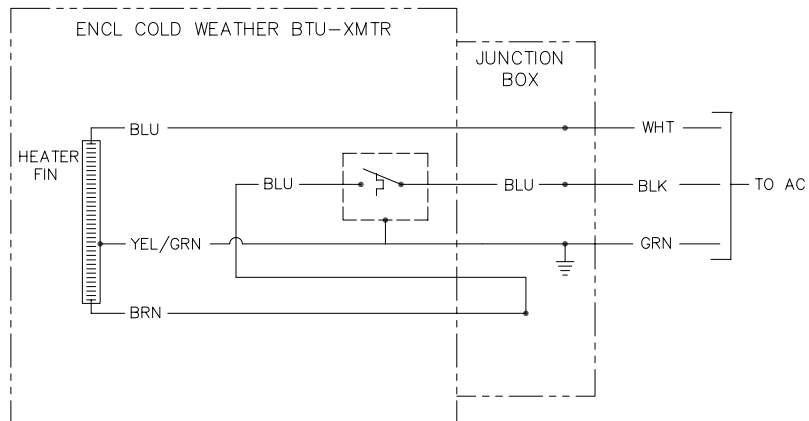 ENCL COLD WEATHER BTU-XMTR
JUNCTION
BOX
BLU
WHT
HEATER
FIN
BLU
BLU
BLK
TO AC
YEL/GRN
GRN
BRN